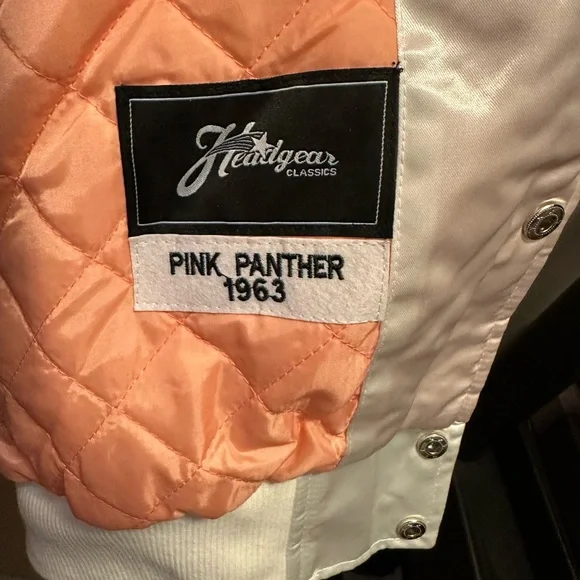 Headgear
CLASSICS
PINK PANTHER
1963